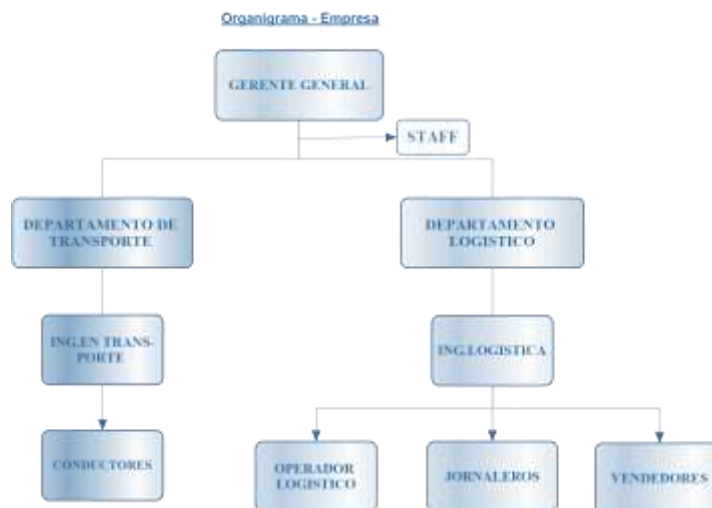 Organigrama - Empresa
GERENTE GENERAL
STAFF
DEPARTAMENTO DE
TRANSPORTE
DEPARTAMENTO
LOGISTICO
ING.EN TRANS-
PORTE
ING.LOGISTICA
CONDUCTORES
OPERADOR
LOGISTICO
JORNALEROS
VENDEDORES